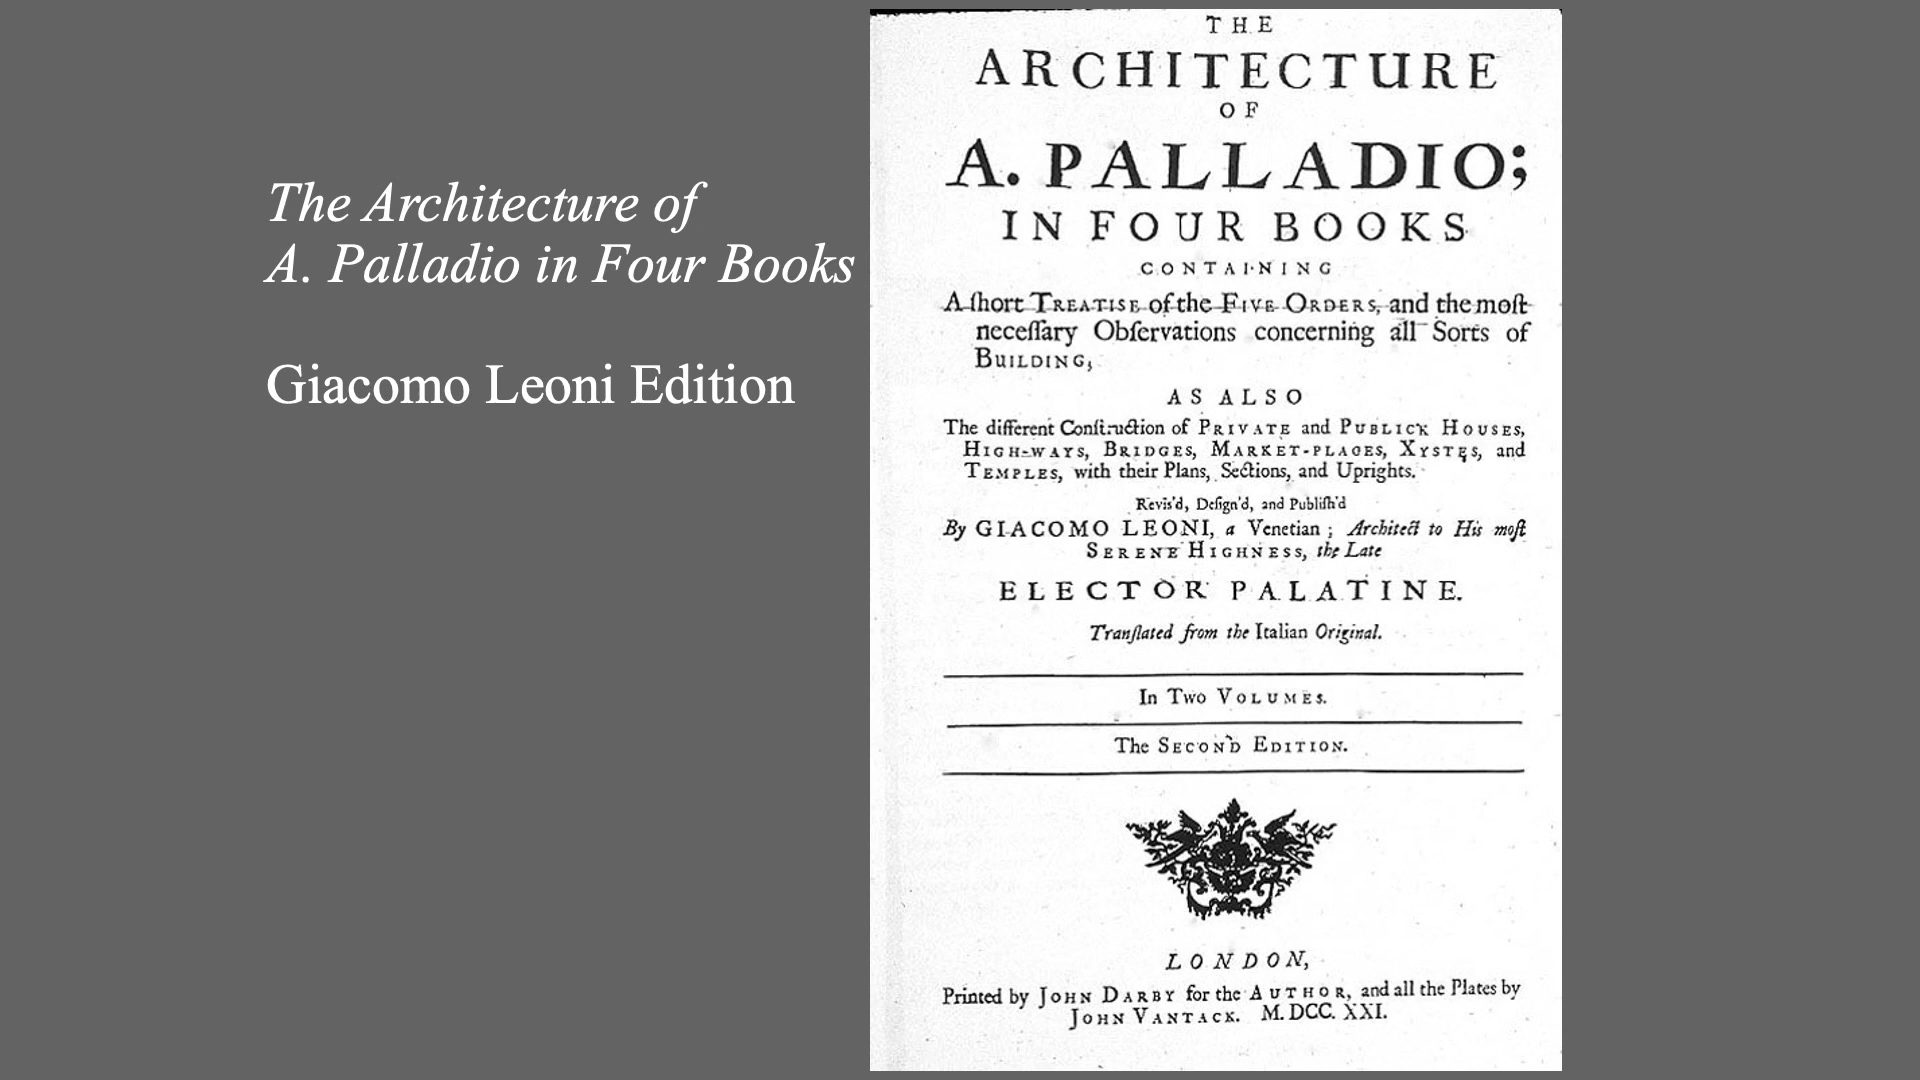 The Architecture of
A. Palladio in Four Books
Giacomo Leoni Edition
THE
ARCHITECTURE
OF
A. PALLADIO;
IN FOUR BOOKS
CONTAINING
A ſhort TREATISE of the FIVE ORDERS, and the moſt
neceſſary Obſervations concerning all Sorts of
BUILDING,
AS ALSO
The different Conſtruction of PRIVATE and PUBLICK HOUSES,
HIGH-WAYS, BRIDGES, MARKET-PLACES, XYSTES, and
TEMPLES, with their Plans, Sections, and Uprights.
Revis'd, Deſign'd, and Publiſh'd
By GIACOMO LEONI, a Venetian; Architect to His moſt
SERENE HIGHNESS, the Late
ELECTOR PALATINE.
Tranſlated from the Italian Original.
In TWO VOLUMES.
The SECOND EDITION.
LONDON,
Printed by JOHN DARBY for the AUTHOR, and all the Plates by
JOHN VANTACK. M. DCC. XXI.